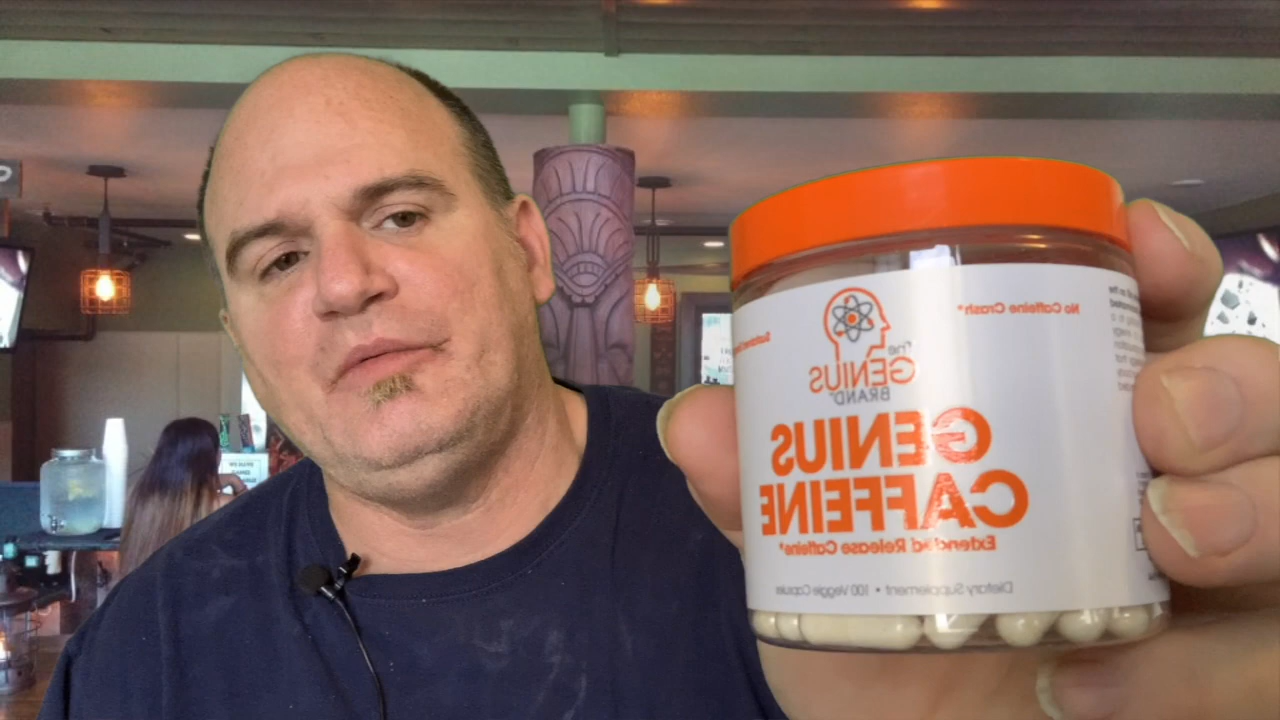 the
GENIUS
BRAND
No Caffeine Crash*
GENIUS
CAFFEINE
Extended Release Caffeine*
Dietary Supplement • 100 Veggie Capsules